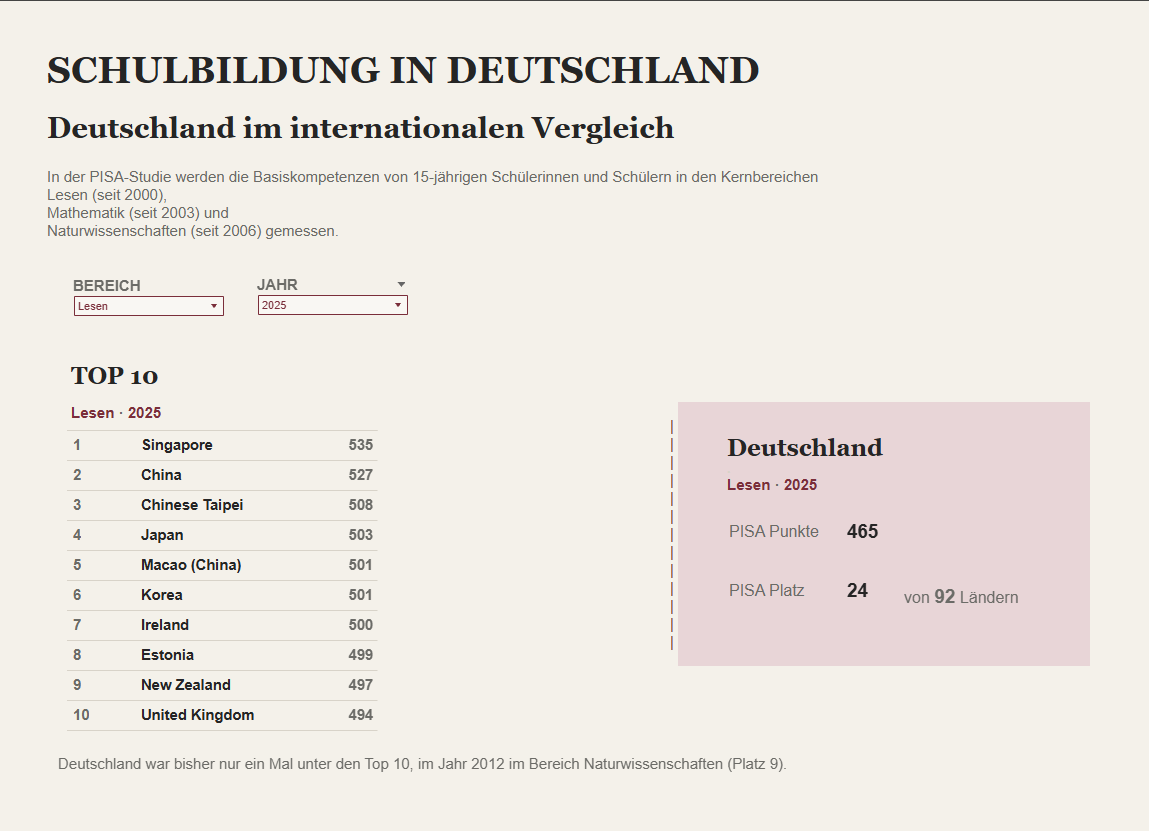 SCHULBILDUNG IN DEUTSCHLAND
Deutschland im internationalen Vergleich
In der PISA-Studie werden die Basiskompetenzen von 15-jährigen Schülerinnen und Schülern in den Kernbereichen
Lesen (seit 2000),
Mathematik (seit 2003) und
Naturwissenschaften (seit 2006) gemessen.
BEREICH
Lesen
JAHR
2025
TOP 10
Lesen · 2025
1 Singapore 535
2 China 527
3 Chinese Taipei 508
4 Japan 503
5 Macao (China) 501
6 Korea 501
7 Ireland 500
8 Estonia 499
9 New Zealand 497
10 United Kingdom 494
Deutschland
Lesen · 2025
PISA Punkte 465
PISA Platz 24 von 92 Ländern
Deutschland war bisher nur ein Mal unter den Top 10, im Jahr 2012 im Bereich Naturwissenschaften (Platz 9).